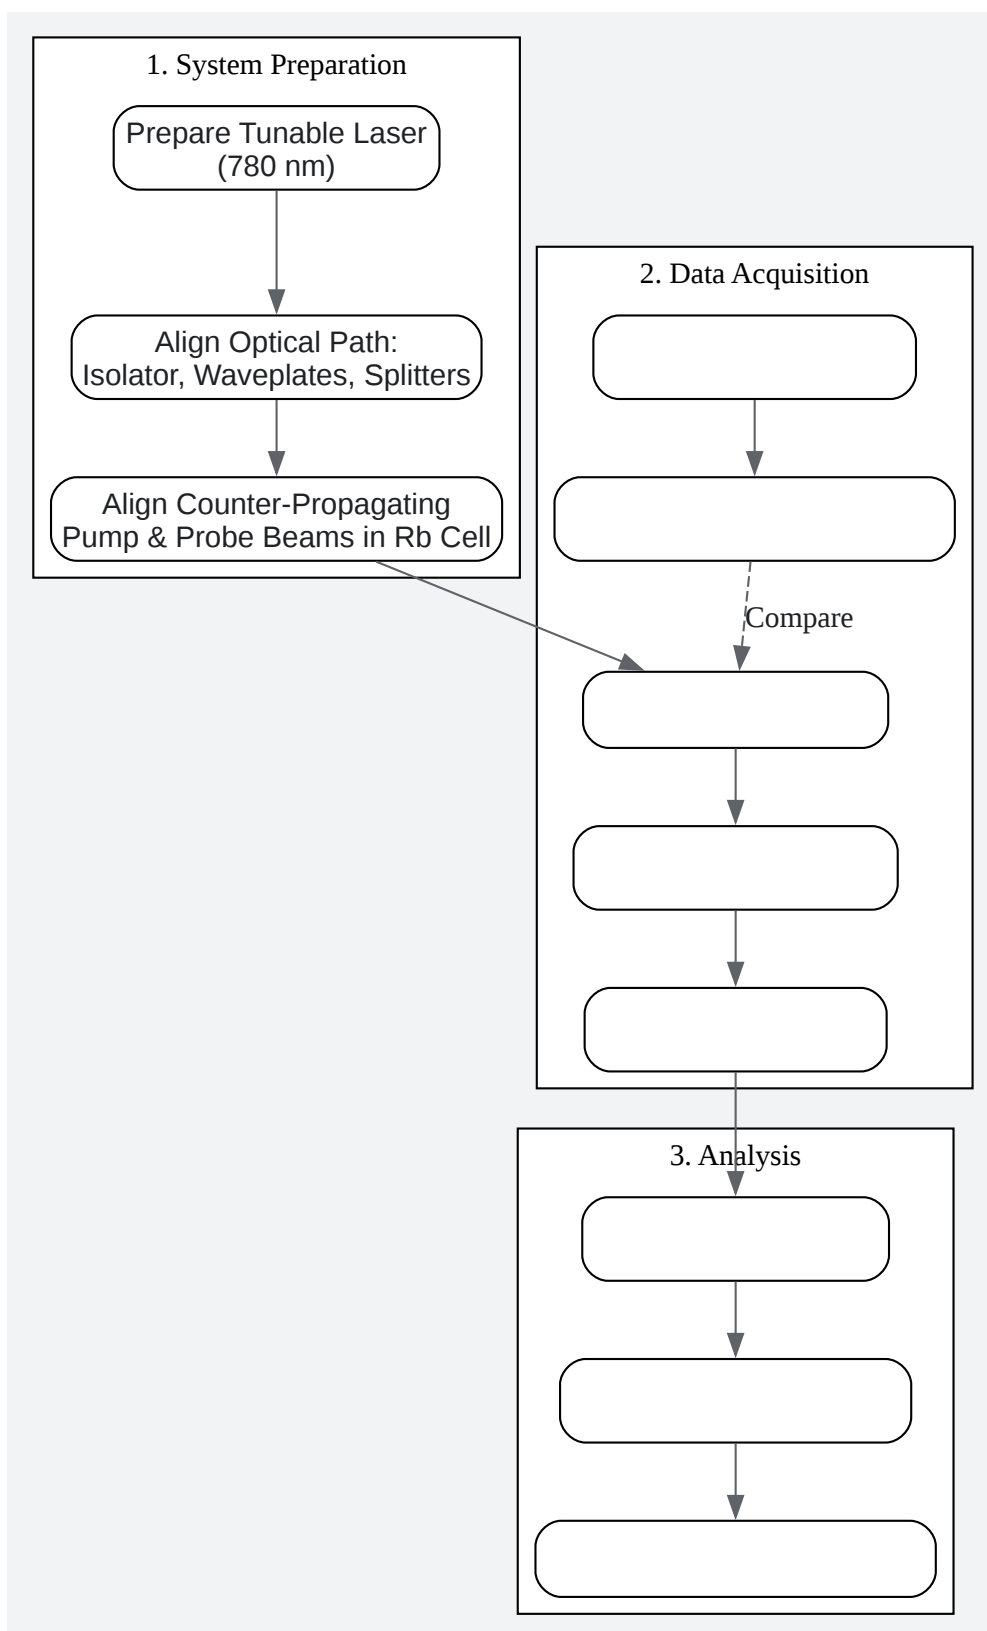 1. System Preparation
Prepare Tunable Laser
(780 nm)
Align Optical Path:
Isolator, Waveplates, Splitters
Align Counter-Propagating
Pump & Probe Beams in Rb Cell
2. Data Acquisition
Compare
3. Analysis